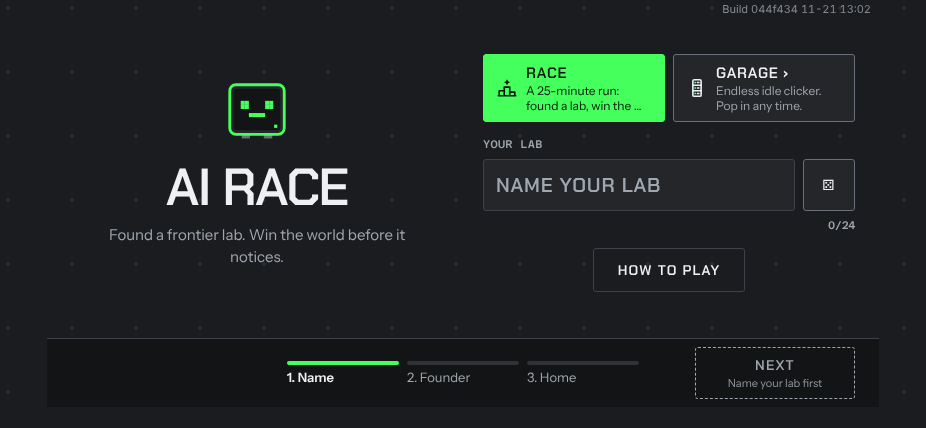 Build 044f434 11-21 13:02
AI RACE
Found a frontier lab. Win the world before it
notices.
RACE
A 25-minute run:
found a lab, win the ...
GARAGE ›
Endless idle clicker.
Pop in any time.
YOUR LAB
NAME YOUR LAB
0/24
HOW TO PLAY
1. Name
2. Founder
3. Home
NEXT
Name your lab first